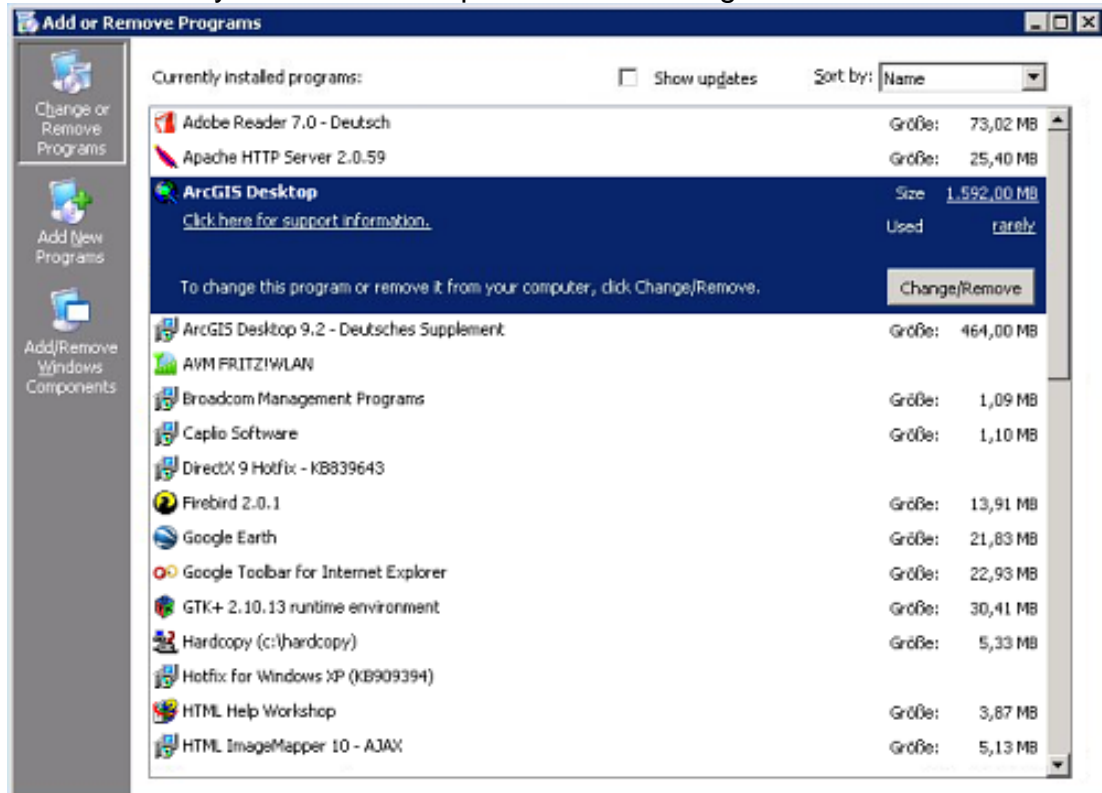 Add or Remove Programs
Change or Remove Programs
Currently installed programs: Show updates Sort by: Name
Adobe Reader 7.0 - Deutsch Größe: 73,02 MB
Apache HTTP Server 2.0.59 Größe: 25,40 MB
ArcGIS Desktop Size 1.592,00 MB
Click here for support information. Used rarely
To change this program or remove it from your computer, click Change/Remove. Change/Remove
Add New Programs
ArcGIS Desktop 9.2 - Deutsches Supplement Größe: 464,00 MB
Add/Remove Windows Components
AVM FRITZ!WLAN
Broadcom Management Programs Größe: 1,09 MB
Caplio Software Größe: 1,10 MB
DirectX 9 Hotfix - KB839643
Firebird 2.0.1 Größe: 13,91 MB
Google Earth Größe: 21,83 MB
Google Toolbar for Internet Explorer Größe: 22,93 MB
GTK+ 2.10.13 runtime environment Größe: 30,41 MB
Hardcopy (c:\hardcopy) Größe: 5,33 MB
Hotfix for Windows XP (KB909394)
HTML Help Workshop Größe: 3,87 MB
HTML ImageMapper 10 - AJAX Größe: 5,13 MB